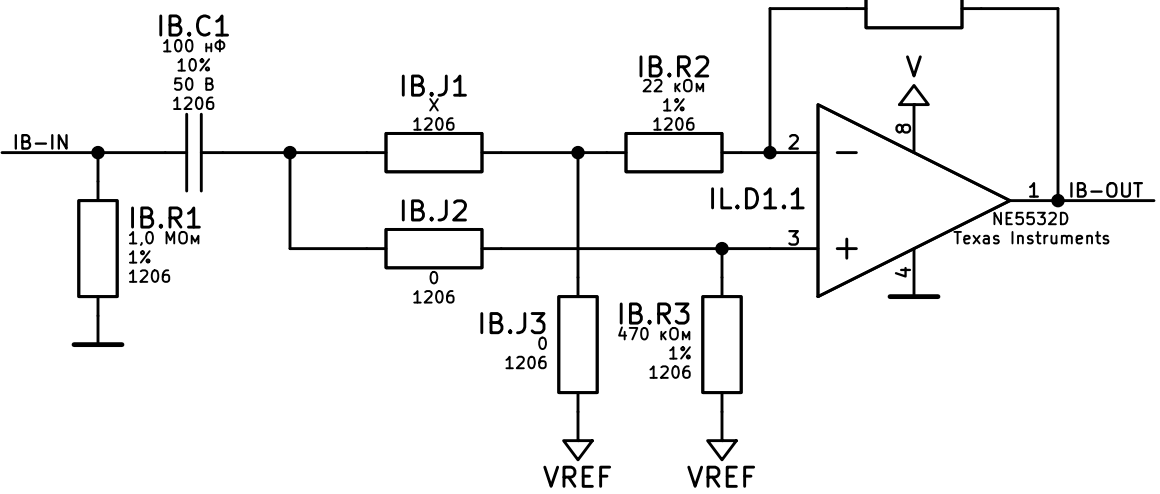 IB.C1
100 нФ
10%
50 В
1206
IB-IN
IB.R1
1,0 МОм
1%
1206
IB.J1
X
1206
IB.J2
0
1206
IB.J3
0
1206
VREF
IB.R2
22 кОм
1%
1206
IB.R3
470 кОм
1%
1206
VREF
V
8
2
IL.D1.1
3
4
1
IB-OUT
NE5532D
Texas Instruments